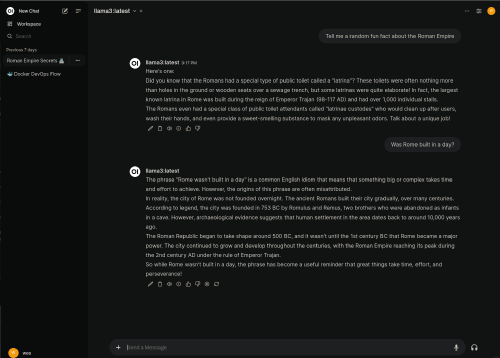 OI New Chat
Workspace
Search
Previous 7 days
Roman Empire Secrets
Docker DevOps Flow
llama3:latest
Tell me a random fun fact about the Roman Empire
OI llama3:latest
Here's one:
Did you know that the Romans had a special type of public toilet called a "latrina"? These toilets were often nothing more
than holes in the ground or wooden seats over a sewage trench, but some latrinas were quite elaborate! In fact, the largest
known latrina in Rome was built during the reign of Emperor Trajan (98-117 AD) and had over 1,000 individual stalls.
The Romans even had a special class of public toilet attendants called "latrinae custodes" who would clean up after users,
wash their hands, and even provide a sweet-smelling substance to mask any unpleasant odors. Talk about a unique job!
Was Rome built in a day?
OI llama3:latest
The phrase "Rome wasn't built in a day" is a common English idiom that means that something big or complex takes time
and effort to achieve. However, the origins of this phrase are often misattributed.
In reality, the city of Rome was not founded overnight. The ancient Romans built their city gradually, over many centuries.
According to legend, the city was founded in 753 BC by Romulus and Remus, two brothers who were abandoned as infants
in a cave. However, archaeological evidence suggests that human settlement in the area dates back to around 10,000 years
ago.
The Roman Republic began to take shape around 500 BC, and it wasn't until the 1st century BC that Rome became a major
power. The city continued to grow and develop throughout the centuries, with the Roman Empire reaching its peak during
the 2nd century AD under the rule of Emperor Trajan.
So while Rome wasn't built in a day, the phrase has become a useful reminder that great things take time, effort, and
perseverance!
Send a Message